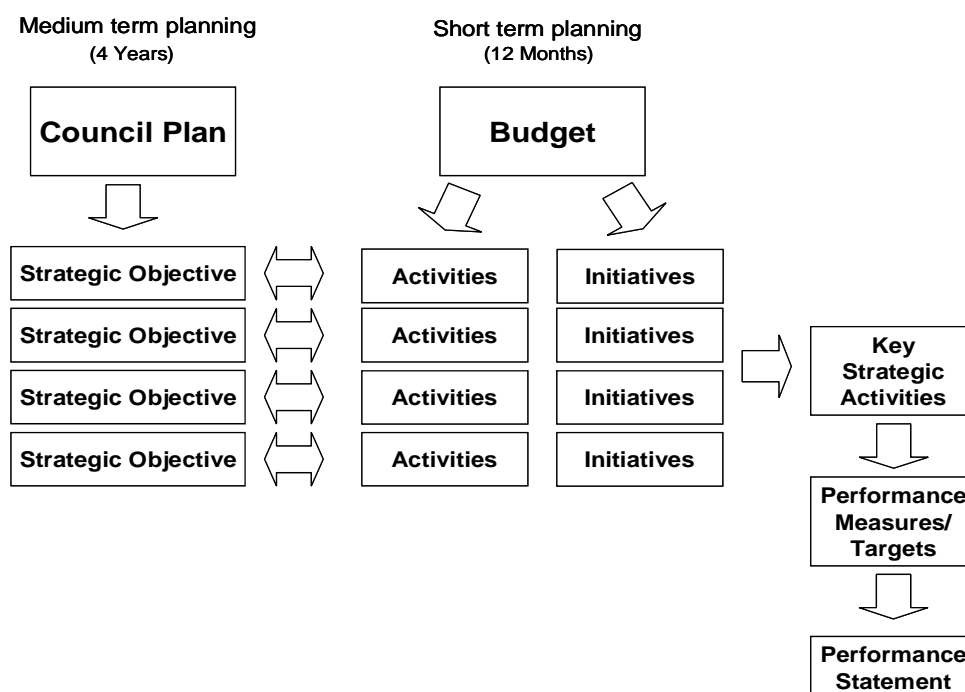 Medium term planning
(4 Years)
Short term planning
(12 Months)
Council Plan
Budget
Strategic Objective
Activities
Initiatives
Strategic Objective
Activities
Initiatives
Strategic Objective
Activities
Initiatives
Strategic Objective
Activities
Initiatives
Key
Strategic
Activities
Performance
Measures/
Targets
Performance
Statement